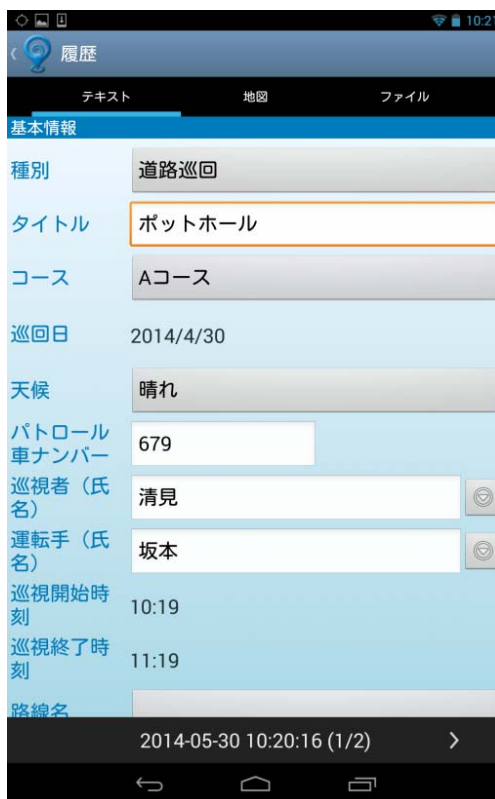 10:21
履歴
テキスト 地図 ファイル
基本情報
種別 道路巡回
タイトル ポットホール
コース Aコース
巡回日 2014/4/30
天候 晴れ
パトロール
車ナンバー 679
巡視者（氏
名） 清見
運転手（氏
名） 坂本
巡視開始時
刻 10:19
巡視終了時
刻 11:19
路線名
2014-05-30 10:20:16 (1/2)